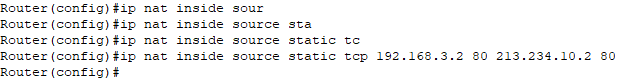 Router(config)#ip nat inside sour
Router(config)#ip nat inside source sta
Router(config)#ip nat inside source static tc
Router(config)#ip nat inside source static tcp 192.168.3.2 80 213.234.10.2 80
Router(config)#